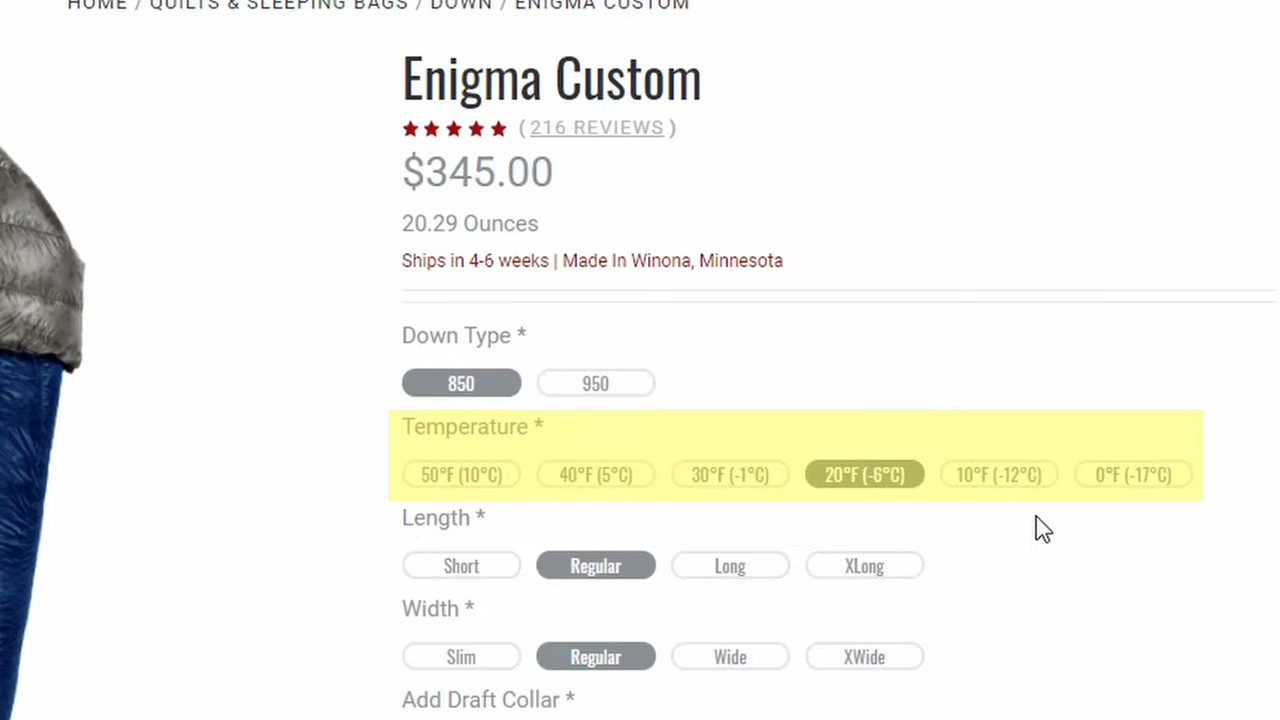 HOME / QUILTS & SLEEPING BAGS / DOWN / ENIGMA CUSTOM
Enigma Custom
( 216 REVIEWS )
$345.00
20.29 Ounces
Ships in 4-6 weeks | Made In Winona, Minnesota
Down Type *
850 950
Temperature *
50°F (10°C) 40°F (5°C) 30°F (-1°C) 20°F (-6°C) 10°F (-12°C) 0°F (-17°C)
Length *
Short Regular Long XLong
Width *
Slim Regular Wide XWide
Add Draft Collar *